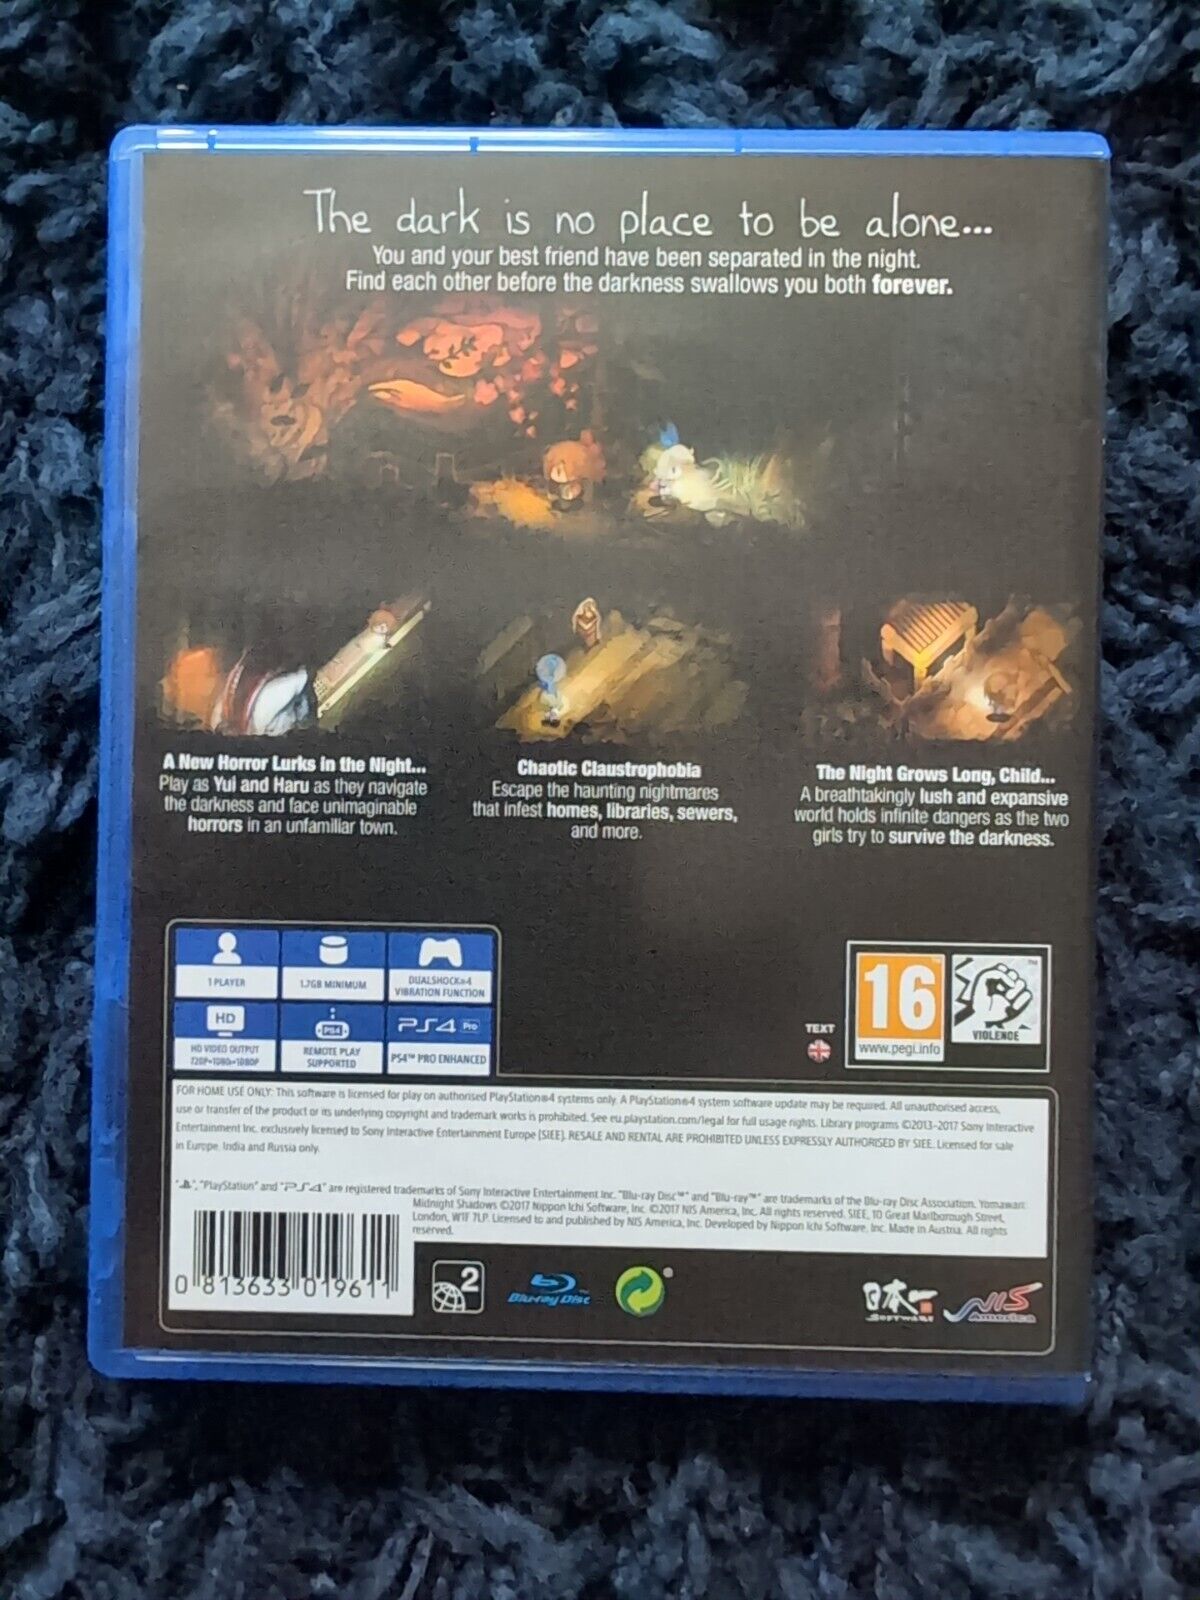 The dark is no place to be alone...
You and your best friend have been separated in the night.
Find each other before the darkness swallows you both forever.
A New Horror Lurks in the Night...
Play as Yui and Haru as they navigate
the darkness and face unimaginable
horrors in an unfamiliar town.
Chaotic Claustrophobia
Escape the haunting nightmares
that infest homes, libraries, sewers,
and more.
The Night Grows Long, Child...
A breathtakingly lush and expansive
world holds infinite dangers as the two
girls try to survive the darkness.
1 PLAYER
1.7GB MINIMUM
DUALSHOCK®4
VIBRATION FUNCTION
HD
HD VIDEO OUTPUT
720P•1080i•1080P
PS4
REMOTE PLAY
SUPPORTED
PS4 Pro
PS4™ PRO ENHANCED
TEXT
16
www.pegi.info
VIOLENCE
FOR HOME USE ONLY: This software is licensed for play on authorised PlayStation®4 systems only. A PlayStation®4 system software update may be required. All unauthorised access,
use or transfer of the product or its underlying copyright and trademark works is prohibited. See eu.playstation.com/legal for full usage rights. Library programs ©2013-2017 Sony Interactive
Entertainment Inc. exclusively licensed to Sony Interactive Entertainment Europe (SIEE). RESALE AND RENTAL ARE PROHIBITED UNLESS EXPRESSLY AUTHORISED BY SIEE. Licensed for sale
in Europe, India and Russia only.
"PlayStation" and "PS4" are registered trademarks of Sony Interactive Entertainment Inc. "Blu-ray Disc™" and "Blu-ray™" are trademarks of the Blu-ray Disc Association. Yomawari:
Midnight Shadows ©2017 Nippon Ichi Software, Inc. ©2017 NIS America, Inc. All rights reserved. SIEE, 10 Great Marlborough Street,
London, W1F 7LP. Licensed to and published by NIS America, Inc. Developed by Nippon Ichi Software, Inc. Made in Austria. All rights
reserved.
0 813633 019611
2
Blu-ray Disc
日本一
SOFTWARE
NIS
America